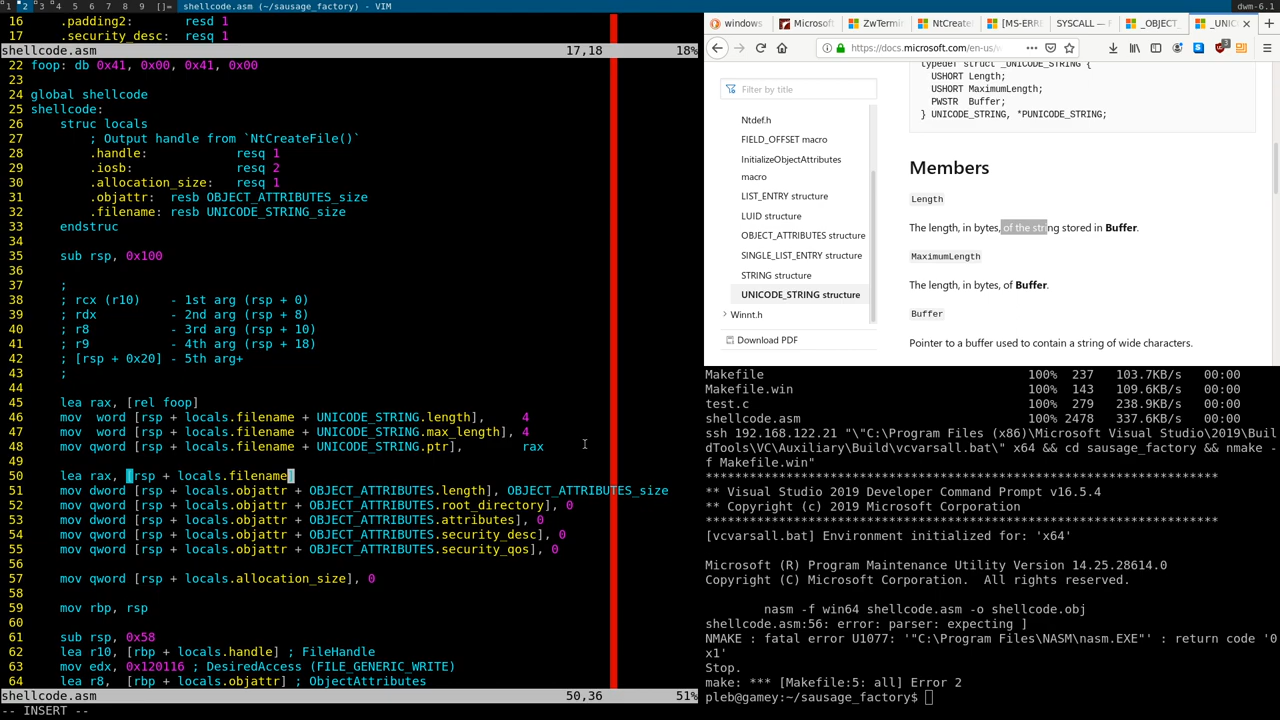 1 2 3 4 5 6 7 8 9 []= shellcode.asm (~/sausage_factory) - VIM dwm-6.1
16 .padding2: resd 1
17 .security_desc: resq 1
shellcode.asm 17,18 18%
22 foop: db 0x41, 0x00, 0x41, 0x00
23
24 global shellcode
25 shellcode:
26 struc locals
27 ; Output handle from `NtCreateFile()`
28 .handle: resq 1
29 .iosb: resq 2
30 .allocation_size: resq 1
31 .objattr: resb OBJECT_ATTRIBUTES_size
32 .filename: resb UNICODE_STRING_size
33 endstruc
34
35 sub rsp, 0x100
36
37 ;
38 ; rcx (r10) - 1st arg (rsp + 0)
39 ; rdx - 2nd arg (rsp + 8)
40 ; r8 - 3rd arg (rsp + 10)
41 ; r9 - 4th arg (rsp + 18)
42 ; [rsp + 0x20] - 5th arg+
43 ;
44
45 lea rax, [rel foop]
46 mov word [rsp + locals.filename + UNICODE_STRING.length], 4
47 mov word [rsp + locals.filename + UNICODE_STRING.max_length], 4
48 mov qword [rsp + locals.filename + UNICODE_STRING.ptr], rax
49
50 lea rax, [rsp + locals.filename]
51 mov dword [rsp + locals.objattr + OBJECT_ATTRIBUTES.length], OBJECT_ATTRIBUTES_size
52 mov qword [rsp + locals.objattr + OBJECT_ATTRIBUTES.root_directory], 0
53 mov dword [rsp + locals.objattr + OBJECT_ATTRIBUTES.attributes], 0
54 mov qword [rsp + locals.objattr + OBJECT_ATTRIBUTES.security_desc], 0
55 mov qword [rsp + locals.objattr + OBJECT_ATTRIBUTES.security_qos], 0
56
57 mov qword [rsp + locals.allocation_size], 0
58
59 mov rbp, rsp
60
61 sub rsp, 0x58
62 lea r10, [rbp + locals.handle] ; FileHandle
63 mov edx, 0x120116 ; DesiredAccess (FILE_GENERIC_WRITE)
64 lea r8, [rbp + locals.objattr] ; ObjectAttributes
shellcode.asm 50,36 51%
-- INSERT --
windows Microsoft ZwTermin NtCreate [MS-ERR SYSCALL — _OBJECT_ _UNIC
https://docs.microsoft.com/en-us/w
Filter by title
Ntdef.h
FIELD_OFFSET macro
InitializeObjectAttributes
macro
LIST_ENTRY structure
LUID structure
OBJECT_ATTRIBUTES structure
SINGLE_LIST_ENTRY structure
STRING structure
UNICODE_STRING structure
Winnt.h
Download PDF
typedef struct _UNICODE_STRING {
USHORT Length;
USHORT MaximumLength;
PWSTR Buffer;
} UNICODE_STRING, *PUNICODE_STRING;
Members
Length
The length, in bytes, of the string stored in Buffer.
MaximumLength
The length, in bytes, of Buffer.
Buffer
Pointer to a buffer used to contain a string of wide characters.
Makefile 100% 237 103.7KB/s 00:00
Makefile.win 100% 143 109.6KB/s 00:00
test.c 100% 279 238.9KB/s 00:00
shellcode.asm 100% 2478 337.6KB/s 00:00
ssh 192.168.122.21 "\"C:\Program Files (x86)\Microsoft Visual Studio\2019\Buil
dTools\VC\Auxiliary\Build\vcvarsall.bat\" x64 && cd sausage_factory && nmake -
f Makefile.win"
**********************************************************************
** Visual Studio 2019 Developer Command Prompt v16.5.4
** Copyright (c) 2019 Microsoft Corporation
**********************************************************************
[vcvarsall.bat] Environment initialized for: 'x64'
Microsoft (R) Program Maintenance Utility Version 14.25.28614.0
Copyright (C) Microsoft Corporation. All rights reserved.
nasm -f win64 shellcode.asm -o shellcode.obj
shellcode.asm:56: error: parser: expecting ]
NMAKE : fatal error U1077: '"C:\Program Files\NASM\nasm.EXE"' : return code '0
x1'
Stop.
make: *** [Makefile:5: all] Error 2
pleb@gamey:~/sausage_factory$